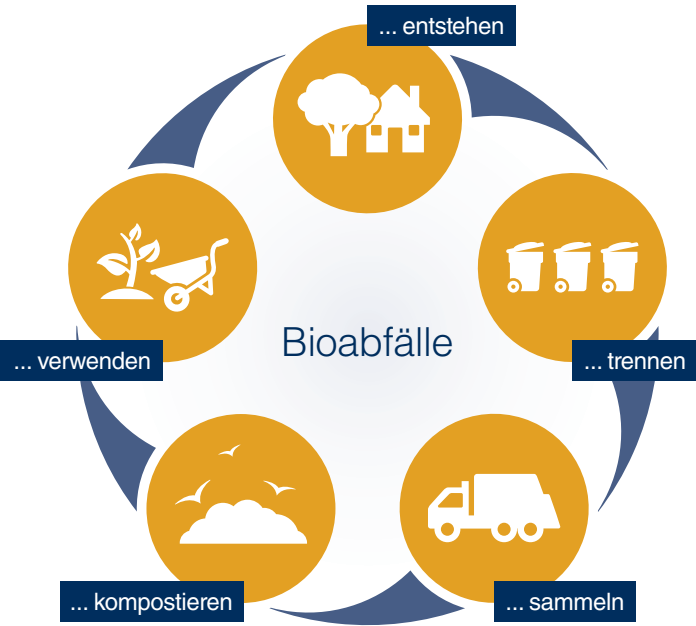 ... entstehen
Bioabfälle
... trennen
... sammeln
... kompostieren
... verwenden